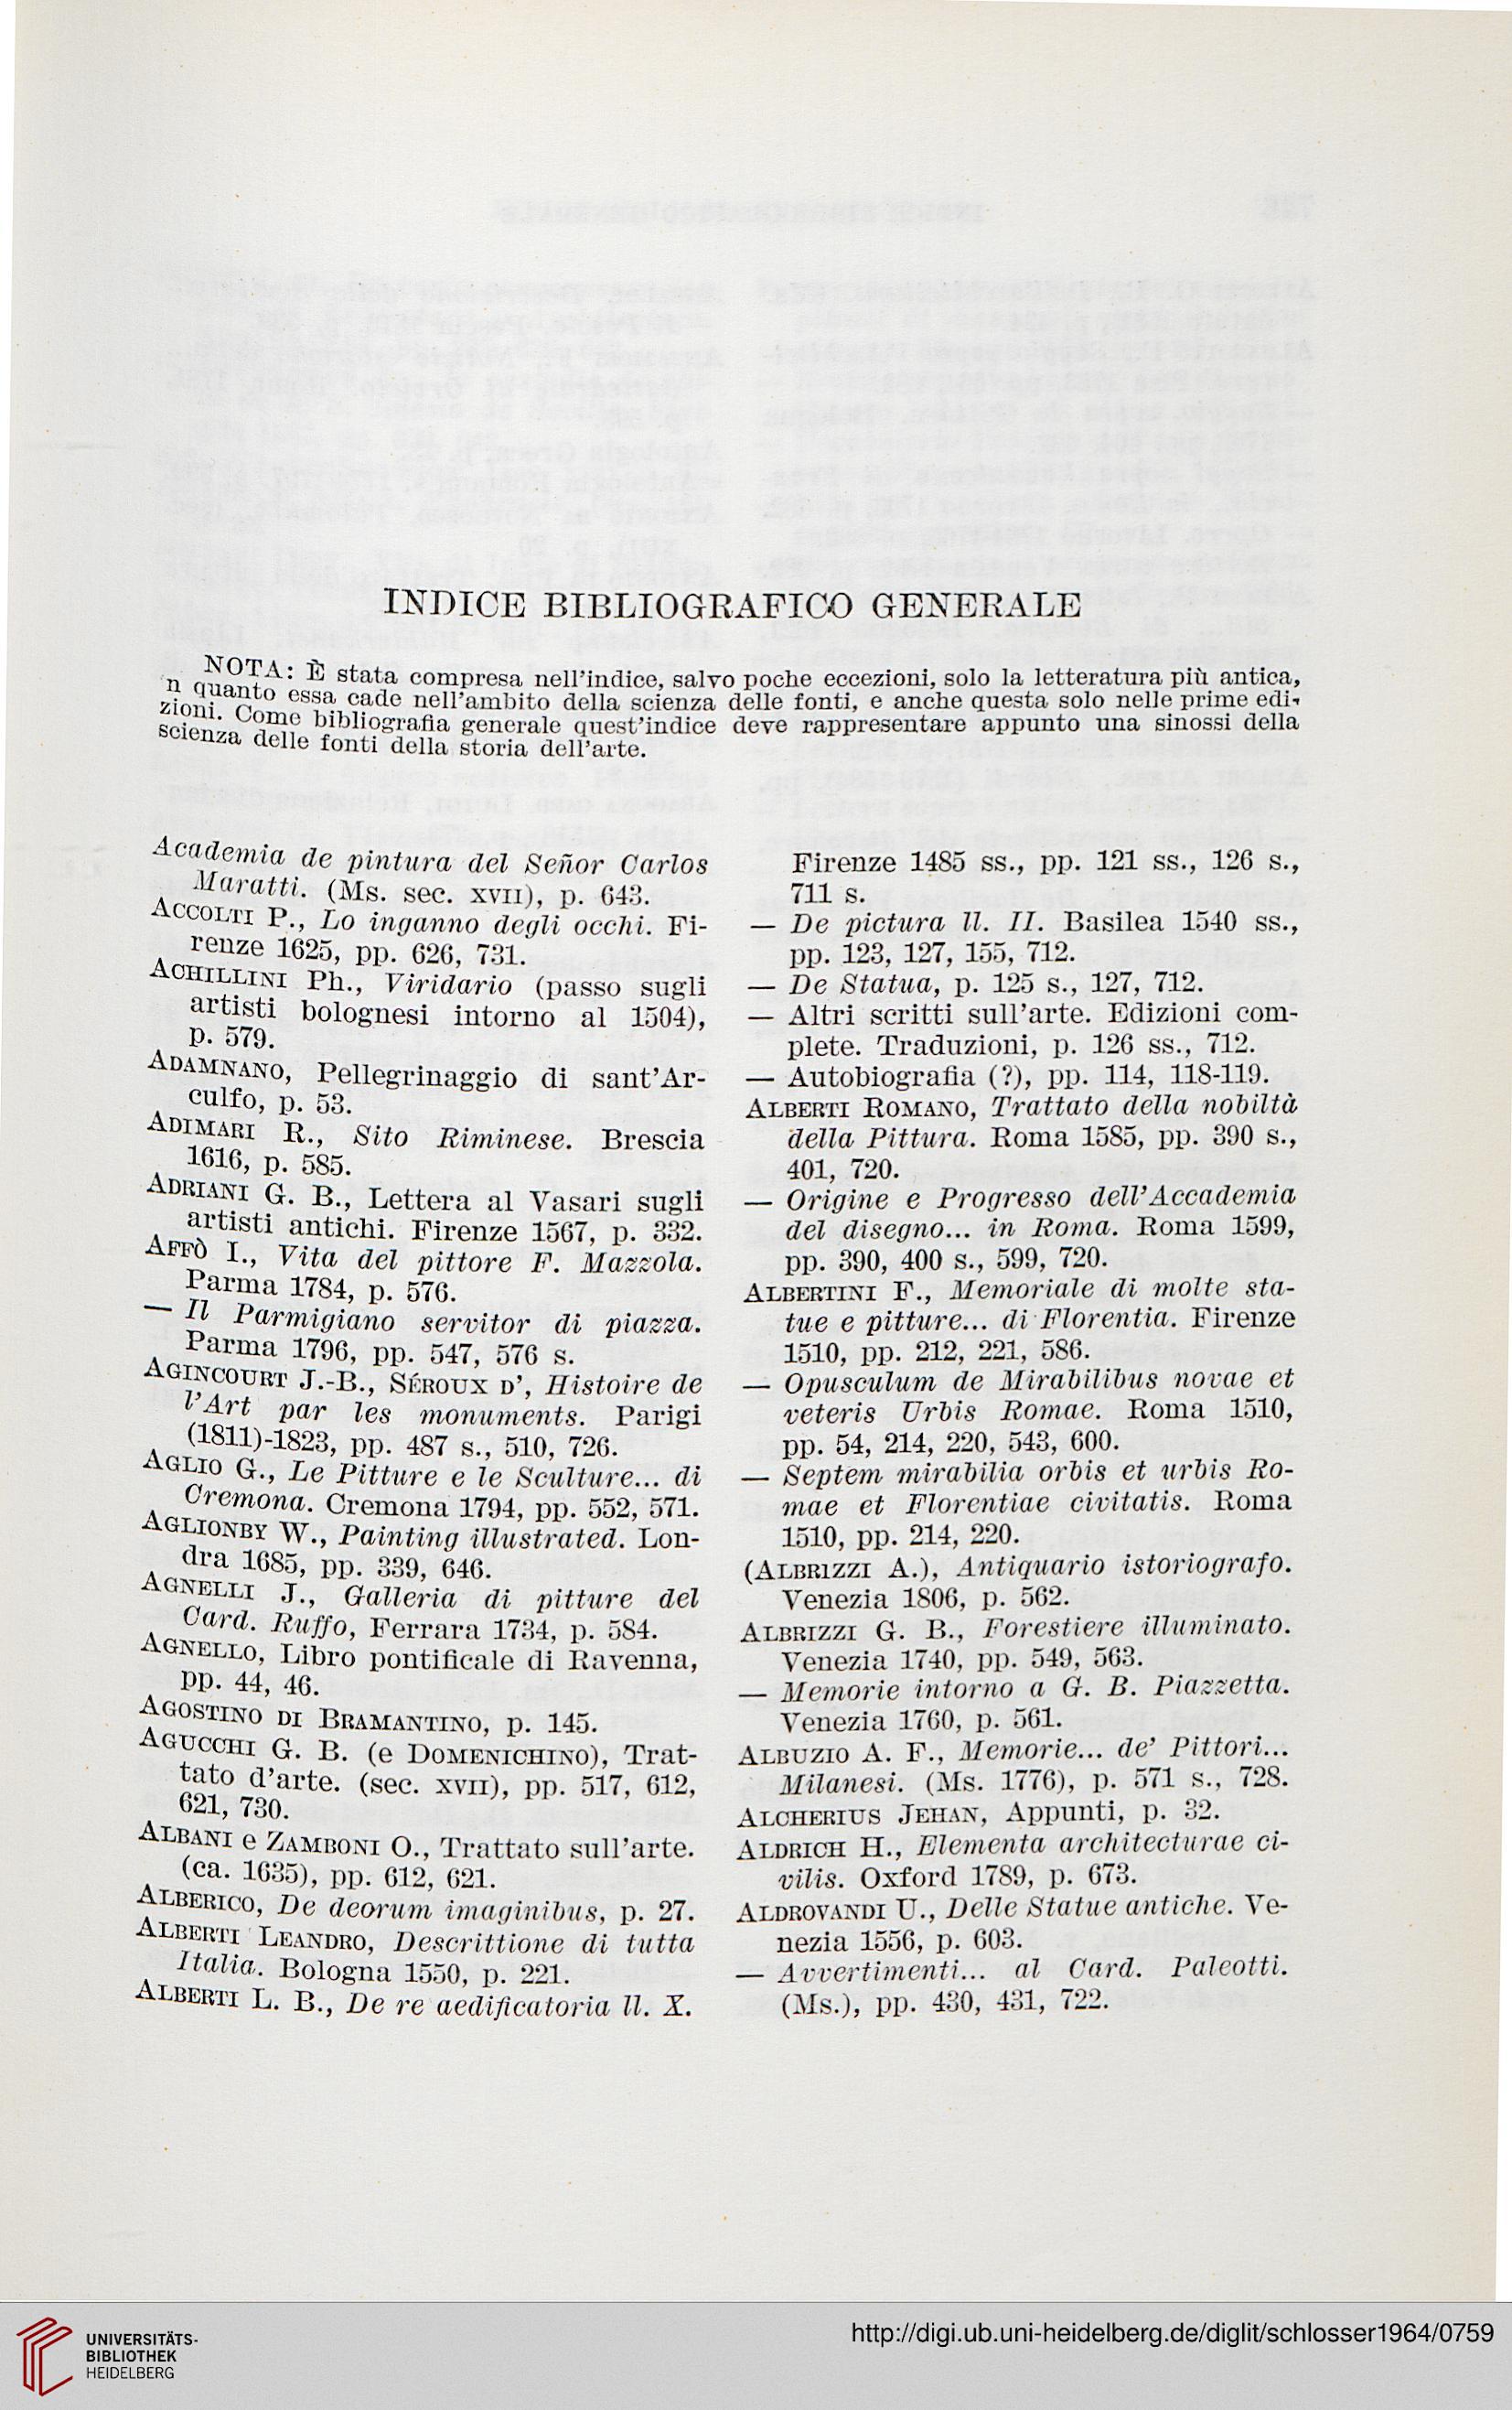 INDICE BIBLIOGRAFICO GENERALE
NOTA: È stata compresa nell'indice, salvo poche eccezioni, solo la letteratura più antica,
n quanto essa cade nell'ambito della scienza delle fonti, e anche questa solo nelle prime edi-
zioni. Come bibliografia generale quest'indice deve rappresentare appunto una sinossi della
scienza delle fonti della storia dell'arte.
Academia de pintura del Señor Carlos
Maratti. (Ms. sec. XVII), p. 643.
ACCOLTI P., Lo inganno degli occhi. Fi-
renze 1625, pp. 626, 731.
ACHILLINI Ph., Viridario (passo sugli
artisti bolognesi intorno al 1504),
p. 579.
ADAMNANO, Pellegrinaggio di sant'Ar-
culfo, p. 53.
ADIMARI R., Sito Riminese. Brescia
1616, p. 585.
ADRIANI G. B., Lettera al Vasari sugli
artisti antichi. Firenze 1567, p. 332.
AFFÒ I., Vita del pittore F. Mazzola.
Parma 1784, p. 576.
— Il Parmigiano servitor di piazza.
Parma 1796, pp. 547, 576 s.
AGINCOURT J.-B., SÉROUX D', Histoire de
l'Art par les monuments. Parigi
(1811)-1823, pp. 487 s., 510, 726.
AGLIO G., Le Pitture e le Sculture... di
Cremona. Cremona 1794, pp. 552, 571.
AGLIONBY W., Painting illustrated. Lon-
dra 1685, pp. 339, 646.
AGNELLI J., Galleria di pitture del
Card. Ruffo, Ferrara 1734, p. 584.
AGNELLO, Libro pontificale di Ravenna,
pp. 44, 46.
AGOSTINO DI BRAMANTINO, p. 145.
AGUCCHI G. B. (e DOMENICHINO), Trat-
tato d'arte. (sec. XVII), pp. 517, 612,
621, 730.
ALBANI e ZAMBONI O., Trattato sull'arte.
(ca. 1635), pp. 612, 621.
ALBERICO, De deorum imaginibus, p. 27.
ALBERTI LEANDRO, Descrittione di tutta
Italia. Bologna 1550, p. 221.
ALBERTI L. B., De re aedificatoria ll. X.
Firenze 1485 ss., pp. 121 ss., 126 s.,
711 s.
— De pictura ll. II. Basilea 1540 ss.,
pp. 123, 127, 155, 712.
— De Statua, p. 125 s., 127, 712.
— Altri scritti sull'arte. Edizioni com-
plete. Traduzioni, p. 126 ss., 712.
— Autobiografia (?), pp. 114, 118-119.
ALBERTI ROMANO, Trattato della nobiltà
della Pittura. Roma 1585, pp. 390 s.,
401, 720.
— Origine e Progresso dell'Accademia
del disegno... in Roma. Roma 1599,
pp. 390, 400 s., 599, 720.
ALBERTINI F., Memoriale di molte sta-
tue e pitture... di Florentia. Firenze
1510, pp. 212, 221, 586.
— Opusculum de Mirabilibus novae et
veteris Urbis Romae. Roma 1510,
pp. 54, 214, 220, 543, 600.
— Septem mirabilia orbis et urbis Ro-
mae et Florentiae civitatis. Roma
1510, pp. 214, 220.
(ALBRIZZI A.), Antiquario istoriografo.
Venezia 1806, p. 562.
ALBRIZZI G. B., Forestiere illuminato.
Venezia 1740, pp. 549, 563.
— Memorie intorno a G. B. Piazzetta.
Venezia 1760, p. 561.
ALBUZIO A. F., Memorie... de' Pittori...
Milanesi. (Ms. 1776), p. 571 s., 728.
ALCHERIUS JEHAN, Appunti, p. 32.
ALDRICH H., Elementa architecturae ci-
vilis. Oxford 1789, p. 673.
ALDROVANDI U., Delle Statue antiche. Ve-
nezia 1556, p. 603.
— Avvertimenti... al Card. Paleotti.
(Ms.), pp. 430, 431, 722.
UNIVERSITÄTS-
BIBLIOTHEK
HEIDELBERG
http://digi.ub.uni-heidelberg.de/diglit/schlosser1964/0759